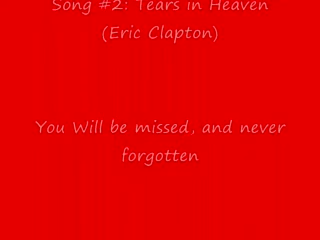 Song #2: Tears in Heaven
(Eric Clapton)
You Will be missed, and never
forgotten